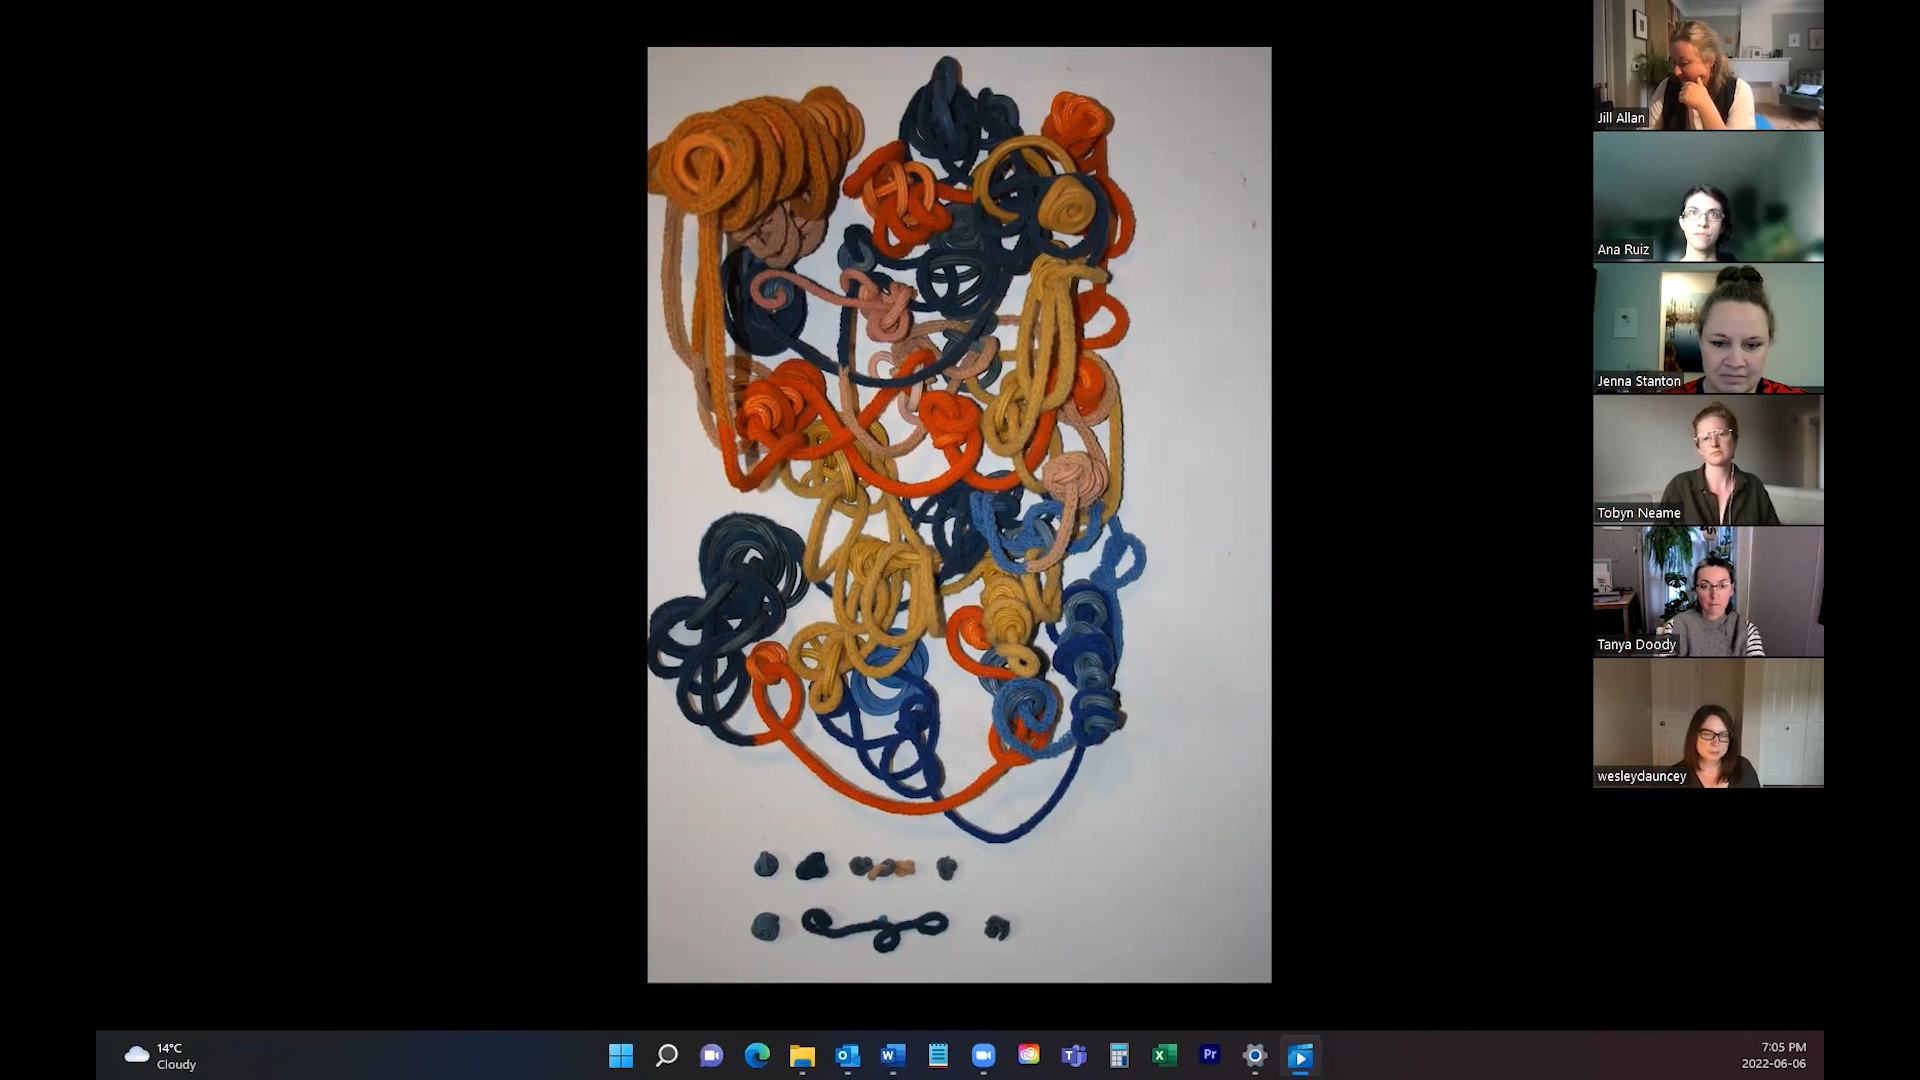 Jill Allan
Ana Ruiz
Jenna Stanton
Tobyn Neame
Tanya Doody
wesleydauncey
14°C
Cloudy
7:05 PM
2022-06-06
Pr